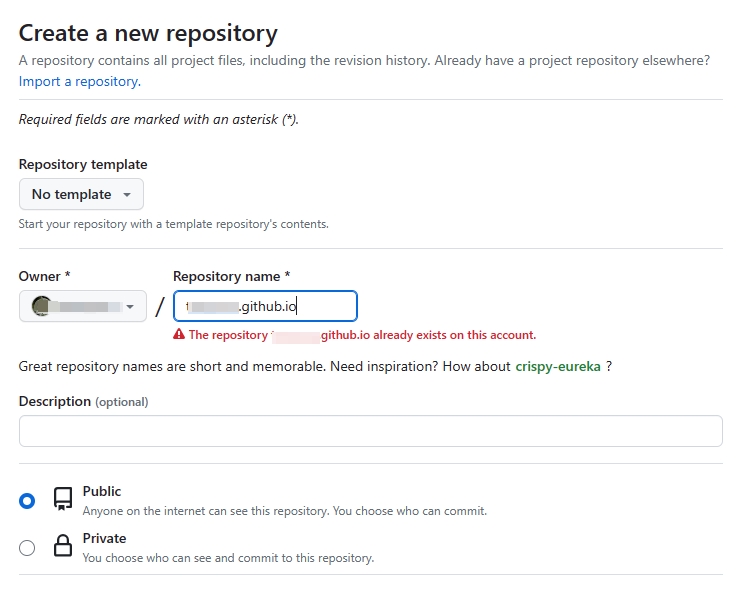 Create a new repository
A repository contains all project files, including the revision history. Already have a project repository elsewhere?
Import a repository.
Required fields are marked with an asterisk (*).
Repository template
No template
Start your repository with a template repository's contents.
Owner *
Repository name *
/
.github.io
The repository github.io already exists on this account.
Great repository names are short and memorable. Need inspiration? How about crispy-eureka ?
Description (optional)
Public
Anyone on the internet can see this repository. You choose who can commit.
Private
You choose who can see and commit to this repository.